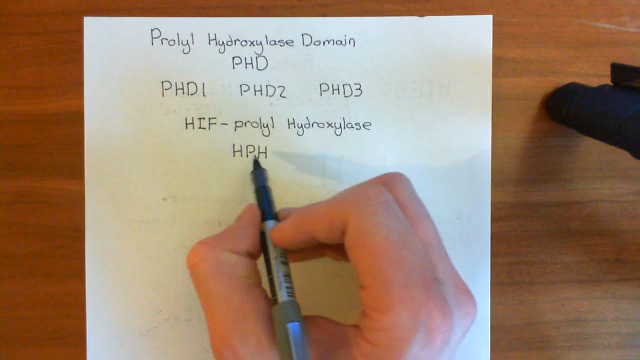 Prolyl Hydroxylase Domain
PHD
PHD1 PHD2 PHD3
HIF-prolyl Hydroxylase
HPH